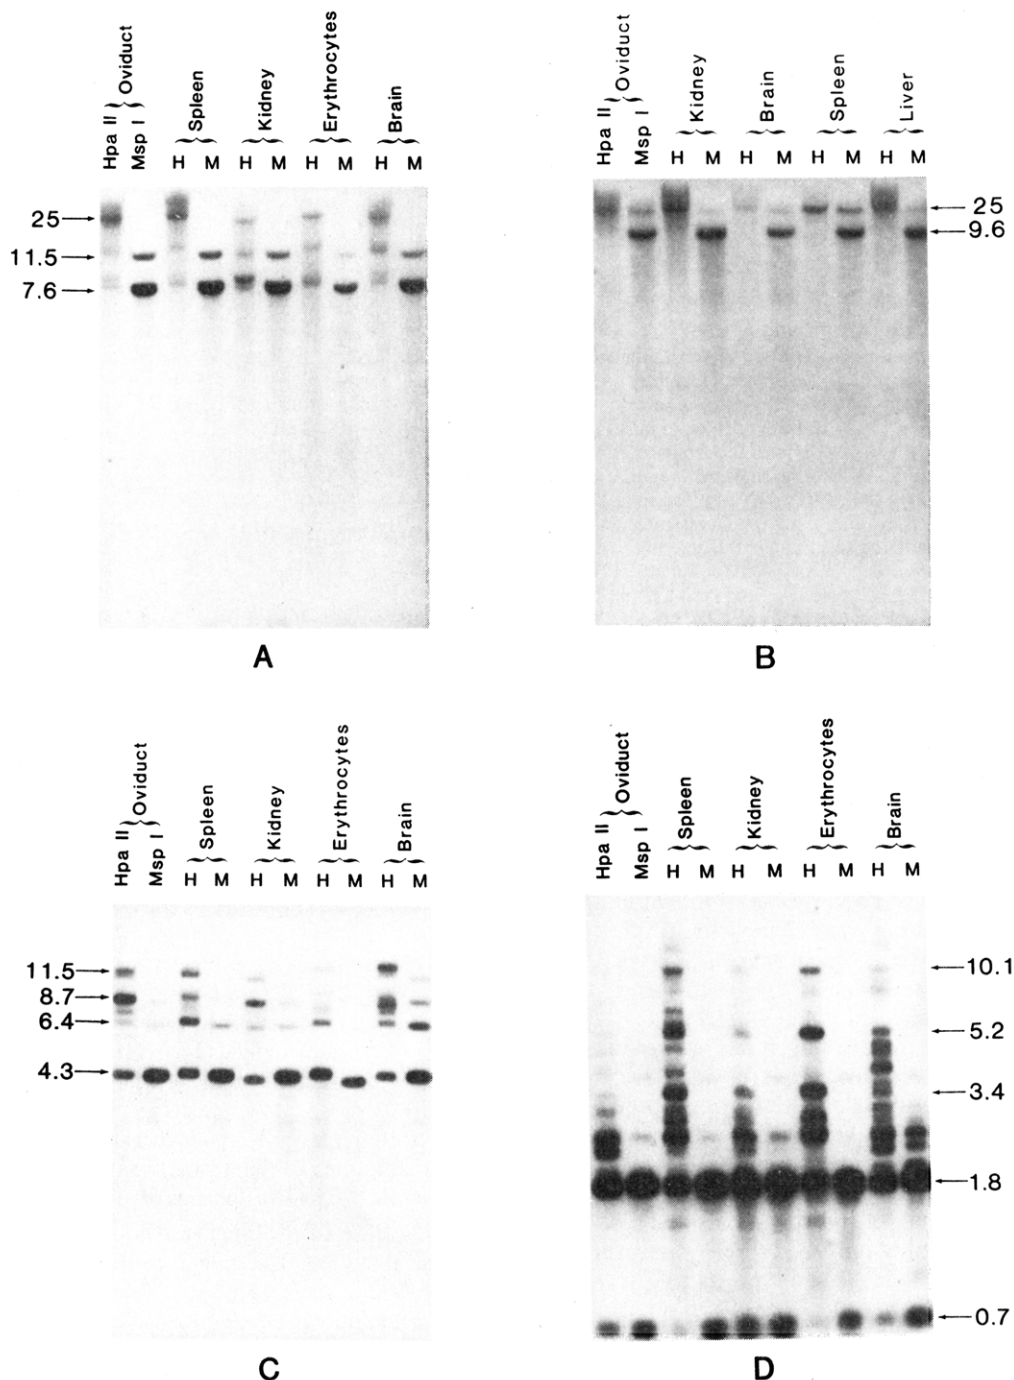 Hpa II
Msp I
Oviduct
Spleen
Kidney
Erythrocytes
Brain
H M H M H M H M
25
11.5
7.6
A
Hpa II
Msp I
Oviduct
Kidney
Brain
Spleen
Liver
H M H M H M H M
25
9.6
B
Hpa II
Msp I
Oviduct
Spleen
Kidney
Erythrocytes
Brain
H M H M H M H M
11.5
8.7
6.4
4.3
C
Hpa II
Msp I
Oviduct
Spleen
Kidney
Erythrocytes
Brain
H M H M H M H M
10.1
5.2
3.4
1.8
0.7
D